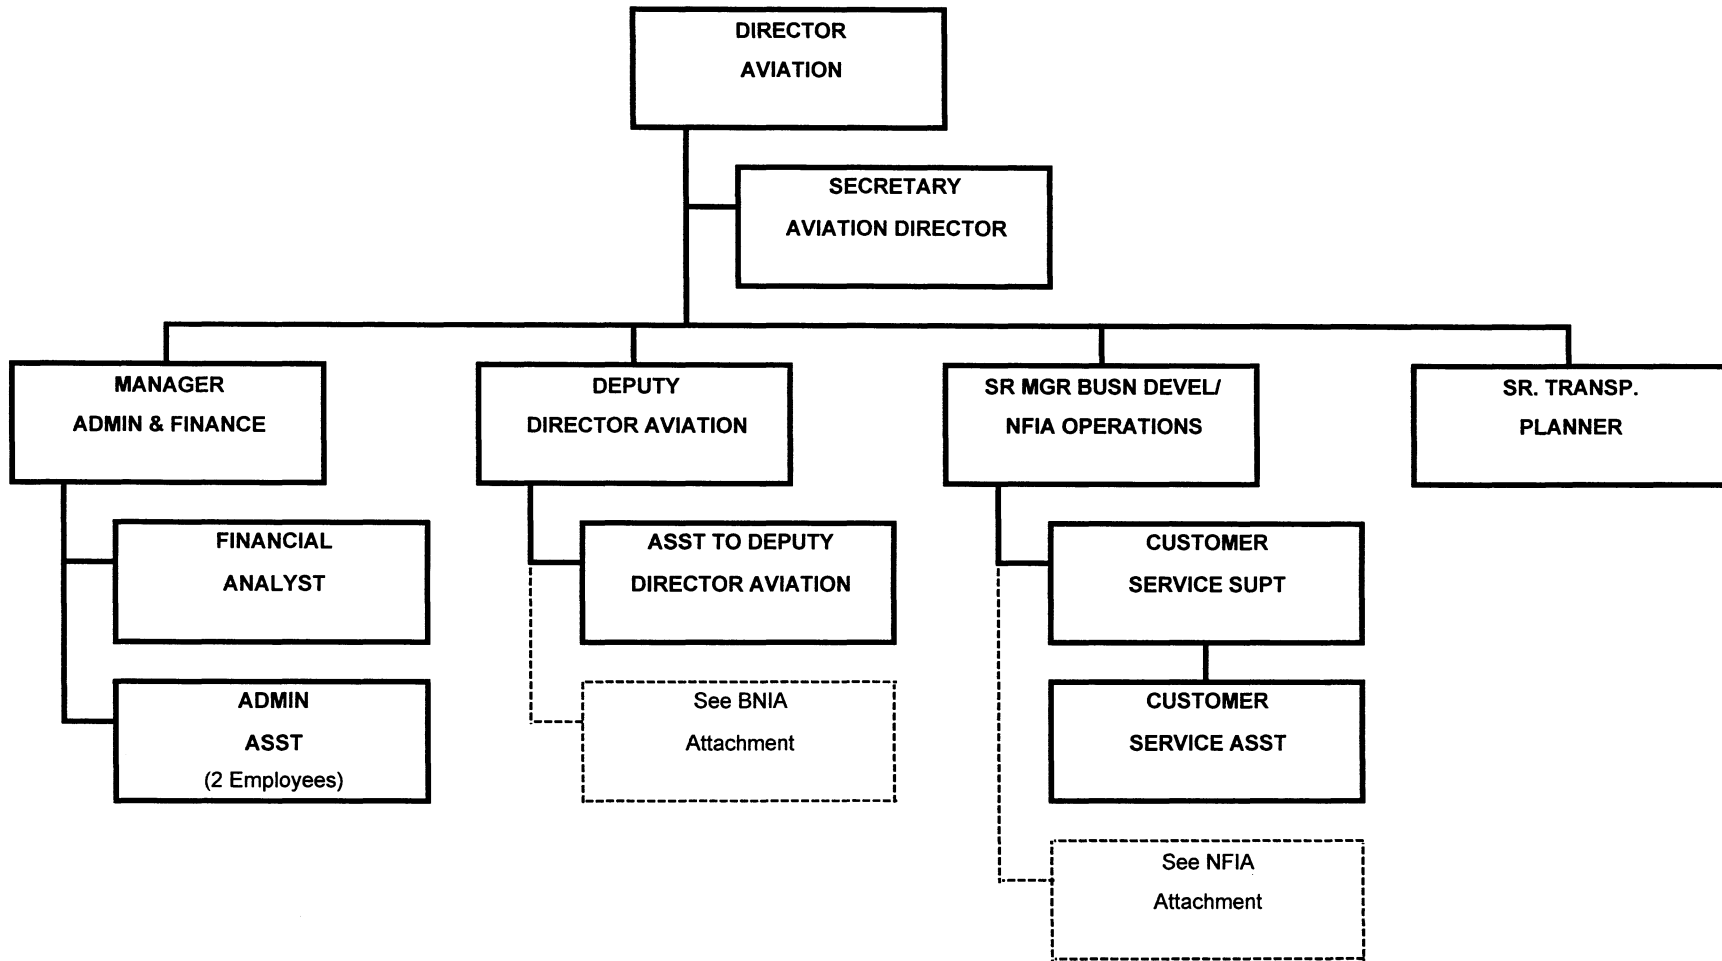 DIRECTOR
AVIATION
SECRETARY
AVIATION DIRECTOR
MANAGER
ADMIN & FINANCE
DEPUTY
DIRECTOR AVIATION
SR MGR BUSN DEVEL/
NFIA OPERATIONS
SR. TRANSP.
PLANNER
FINANCIAL
ANALYST
ASST TO DEPUTY
DIRECTOR AVIATION
CUSTOMER
SERVICE SUPT
ADMIN
ASST
(2 Employees)
See BNIA
Attachment
CUSTOMER
SERVICE ASST
See NFIA
Attachment